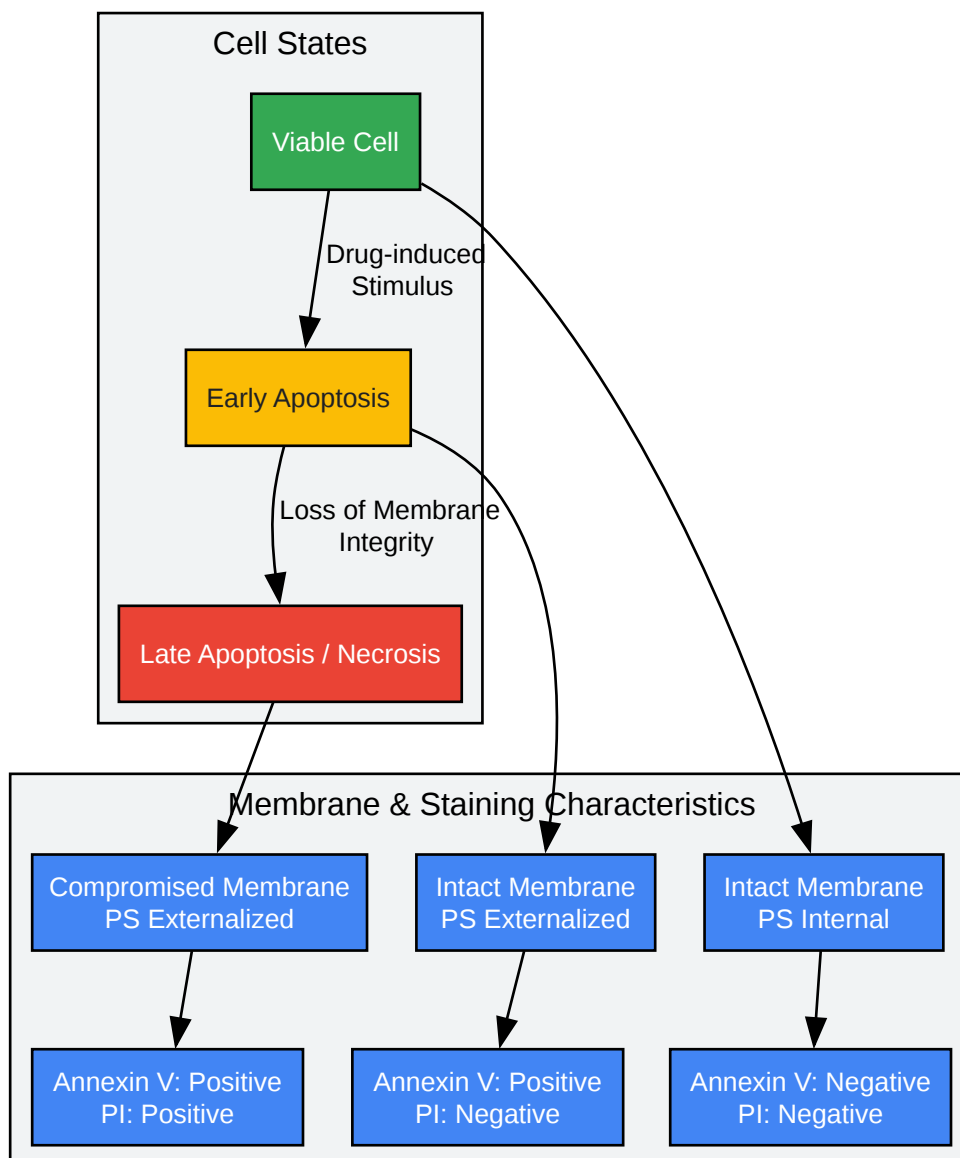 Cell States
Viable Cell
Drug-induced
Stimulus
Early Apoptosis
Loss of Membrane
Integrity
Late Apoptosis / Necrosis
Membrane & Staining Characteristics
Compromised Membrane
PS Externalized
Intact Membrane
PS Externalized
Intact Membrane
PS Internal
Annexin V: Positive
PI: Positive
Annexin V: Positive
PI: Negative
Annexin V: Negative
PI: Negative